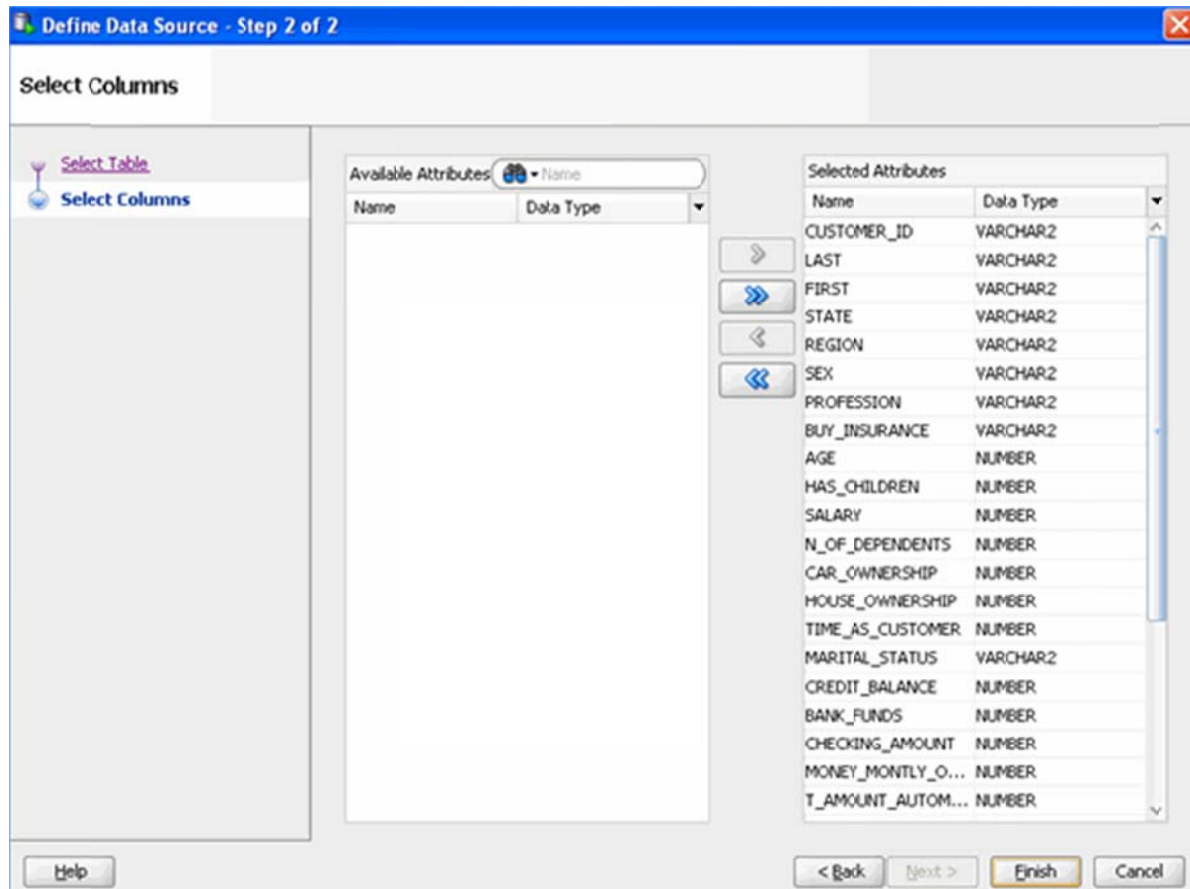 Define Data Source - Step 2 of 2
Select Columns
Select Table
Select Columns
Available Attributes Name
Name Data Type
Selected Attributes
Name Data Type
CUSTOMER_ID VARCHAR2
LAST VARCHAR2
FIRST VARCHAR2
STATE VARCHAR2
REGION VARCHAR2
SEX VARCHAR2
PROFESSION VARCHAR2
BUY_INSURANCE VARCHAR2
AGE NUMBER
HAS_CHILDREN NUMBER
SALARY NUMBER
N_OF_DEPENDENTS NUMBER
CAR_OWNERSHIP NUMBER
HOUSE_OWNERSHIP NUMBER
TIME_AS_CUSTOMER NUMBER
MARITAL_STATUS VARCHAR2
CREDIT_BALANCE NUMBER
BANK_FUNDS NUMBER
CHECKING_AMOUNT NUMBER
MONEY_MONTLY_O... NUMBER
T_AMOUNT_AUTOM... NUMBER
Help
< Back Next > Finish Cancel